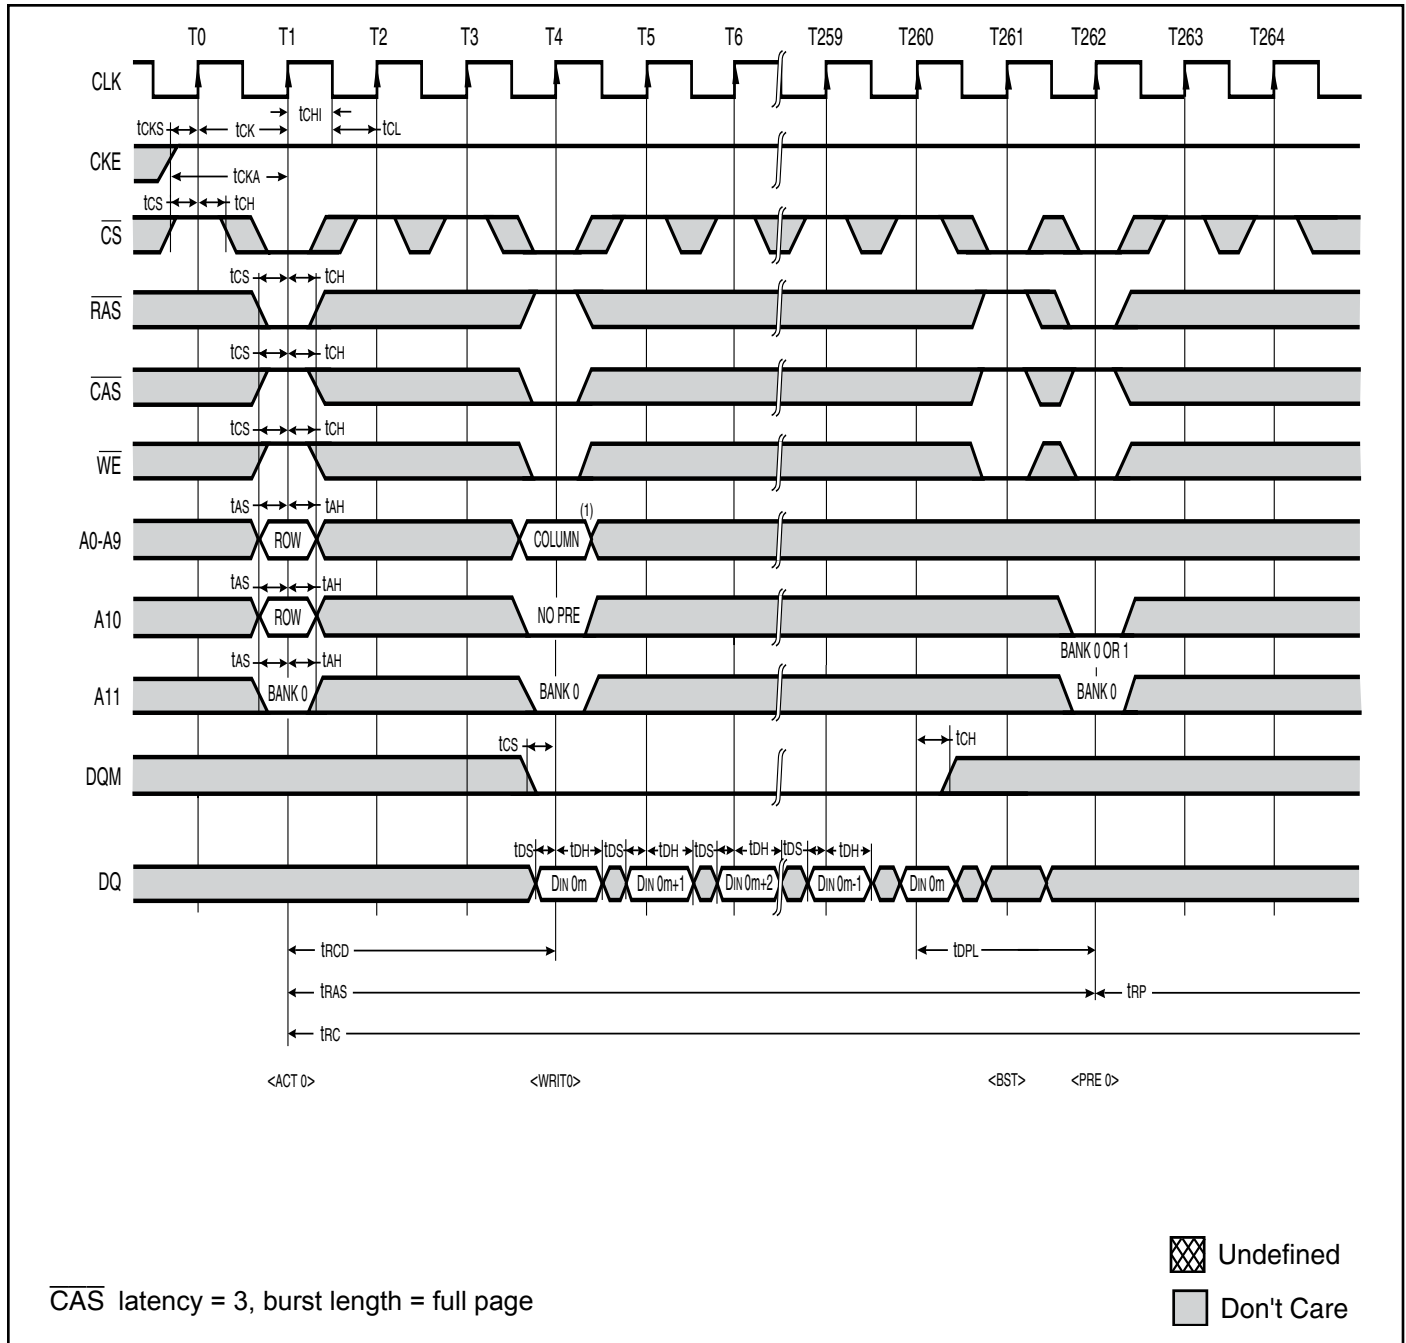 T0 T1 T2 T3 T4 T5 T6 T259 T260 T261 T262 T263 T264
CLK
tCHI
tCKS tCK tCL
CKE
tCKA
tCS tCH
CS
tCS tCH
RAS
tCS tCH
CAS
tCS tCH
WE
tAS tAH (1)
A0-A9 ROW COLUMN
tAS tAH
A10 ROW NO PRE
BANK 0 OR 1
tAS tAH
A11 BANK 0 BANK 0 BANK 0
tCS tCH
DQM
tDS tDH tDS tDH tDS tDH tDS tDH
DQ DIN 0m DIN 0m+1 DIN 0m+2 DIN 0m-1 DIN 0m
tRCD tDPL
tRAS tRP
tRC
<ACT 0> <WRIT0> <BST> <PRE 0>
Undefined
CAS latency = 3, burst length = full page
Don't Care